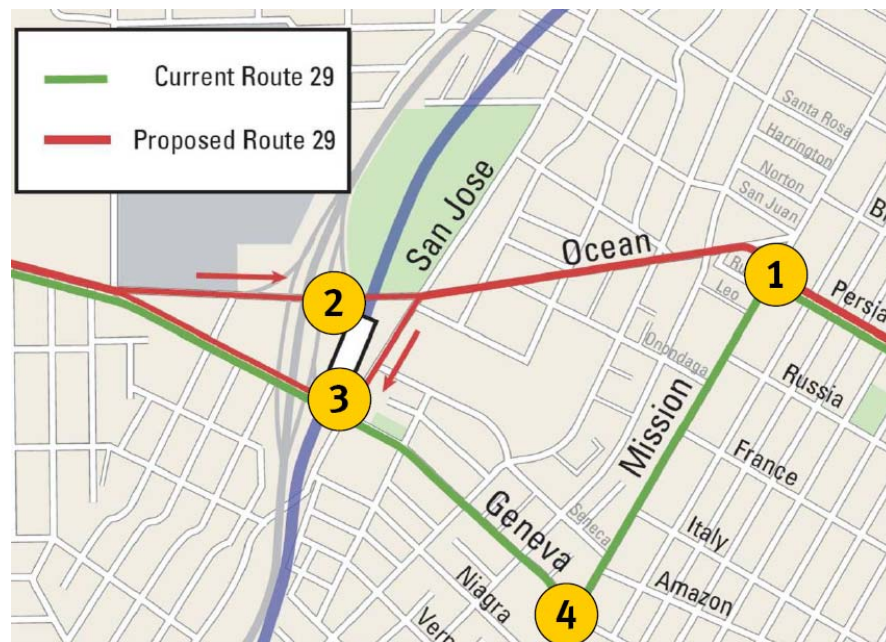 Current Route 29
Proposed Route 29
Santa Rosa
Harrington
Norton
San Juan
San Jose
Ocean
1
2
Leo
Persia
Onondaga
Russia
3
Mission
France
Geneva
Seneca
Italy
Niagra
Amazon
4